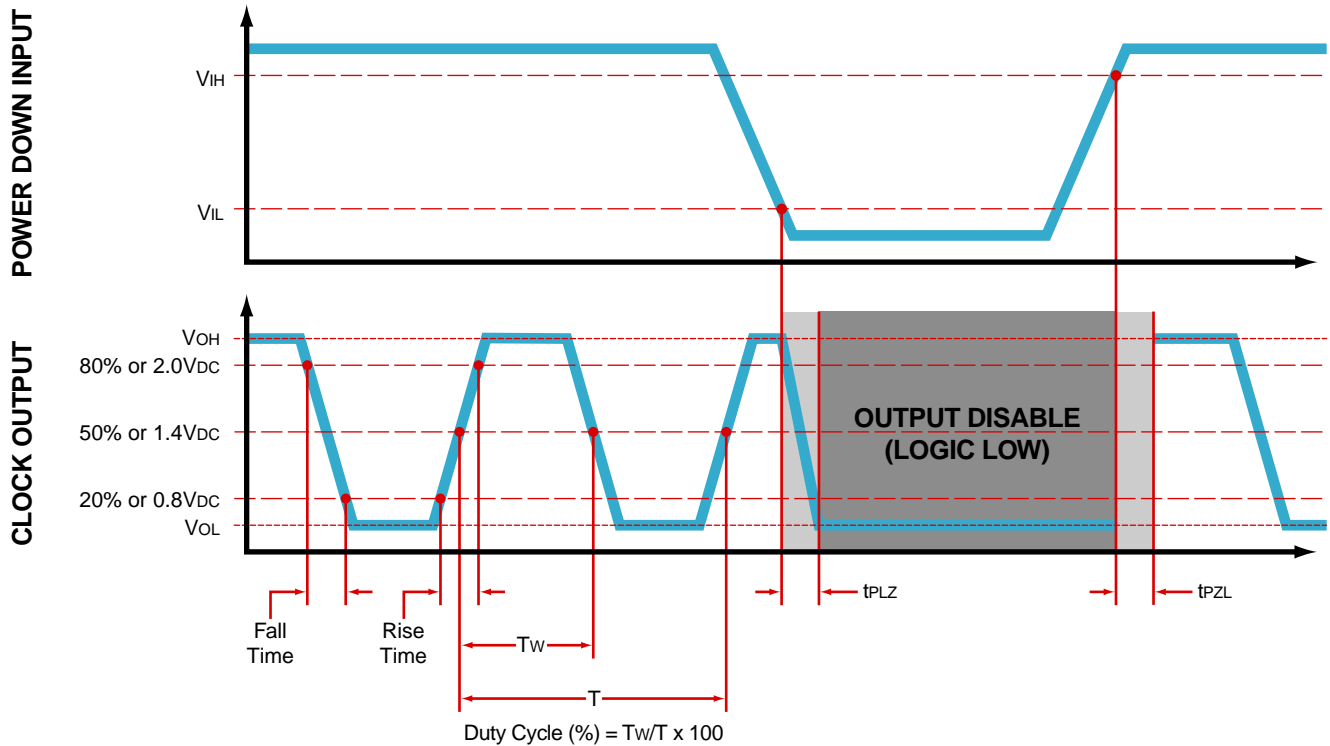 POWER DOWN INPUT
VIH
VIL
CLOCK OUTPUT
VOH
80% or 2.0VDC
50% or 1.4VDC
20% or 0.8VDC
VOL
OUTPUT DISABLE
(LOGIC LOW)
tPLZ
tPZL
Fall
Time
Rise
Time
TW
T
Duty Cycle (%) = TW/T x 100